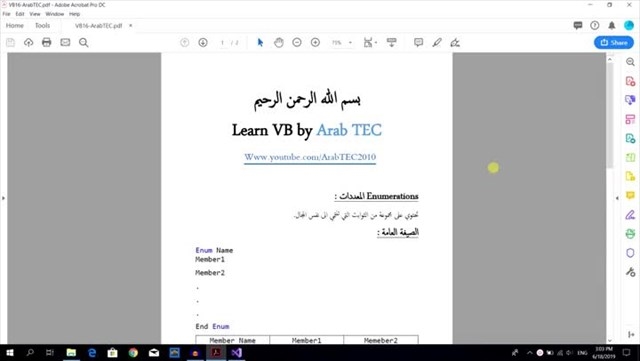 VB16-ArabTEC.pdf - Adobe Acrobat Pro DC
File Edit View Window Help
Home Tools VB16-ArabTEC.pdf ×
1 / 2 75% Share
بسم الله الرحمن الرحيم
Learn VB by Arab TEC
Www.youtube.com/ArabTEC2010
Enumerations المعددات :
تحتوي على مجموعة من الثوابت التي تنتمي الى نفس المجال.
الصيغة العامة :
Enum Name
Member1
Member2
.
.
.
End Enum
Member Name Member1 Memeber2
ENG 3:03 PM
6/18/2019